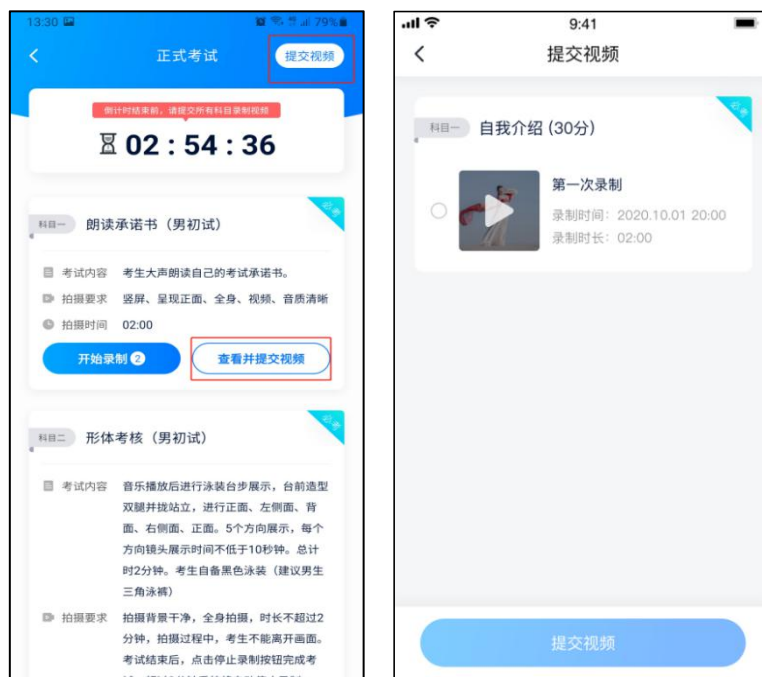 13:30
79%
正式考试
提交视频
倒计时结束前，请提交所有科目录制视频
02 : 54 : 36
必考
科目一 朗读承诺书（男初试）
考试内容 考生大声朗读自己的考试承诺书。
拍摄要求 竖屏、呈现正面、全身、视频、音质清晰
拍摄时间 02:00
开始录制 2
查看并提交视频
必考
科目二 形体考核（男初试）
考试内容 音乐播放后进行泳装台步展示，台前造型
双腿并拢站立，进行正面、左侧面、背
面、右侧面、正面。5个方向展示，每个
方向镜头展示时间不低于10秒钟。总计
时2分钟。考生自备黑色泳装（建议男生
三角泳裤）
拍摄要求 拍摄背景干净，全身拍摄，时长不超过2
分钟，拍摄过程中，考生不能离开画面。
考试结束后，点击停止录制按钮完成考
9:41
提交视频
必考
科目一 自我介绍 (30分)
第一次录制
录制时间：2020.10.01 20:00
录制时长：02:00
提交视频